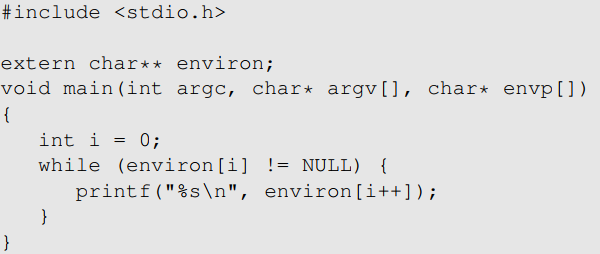 #include <stdio.h>
extern char** environ;
void main(int argc, char* argv[], char* envp[])
{
int i = 0;
while (environ[i] != NULL) {
printf("%s\n", environ[i++]);
}
}